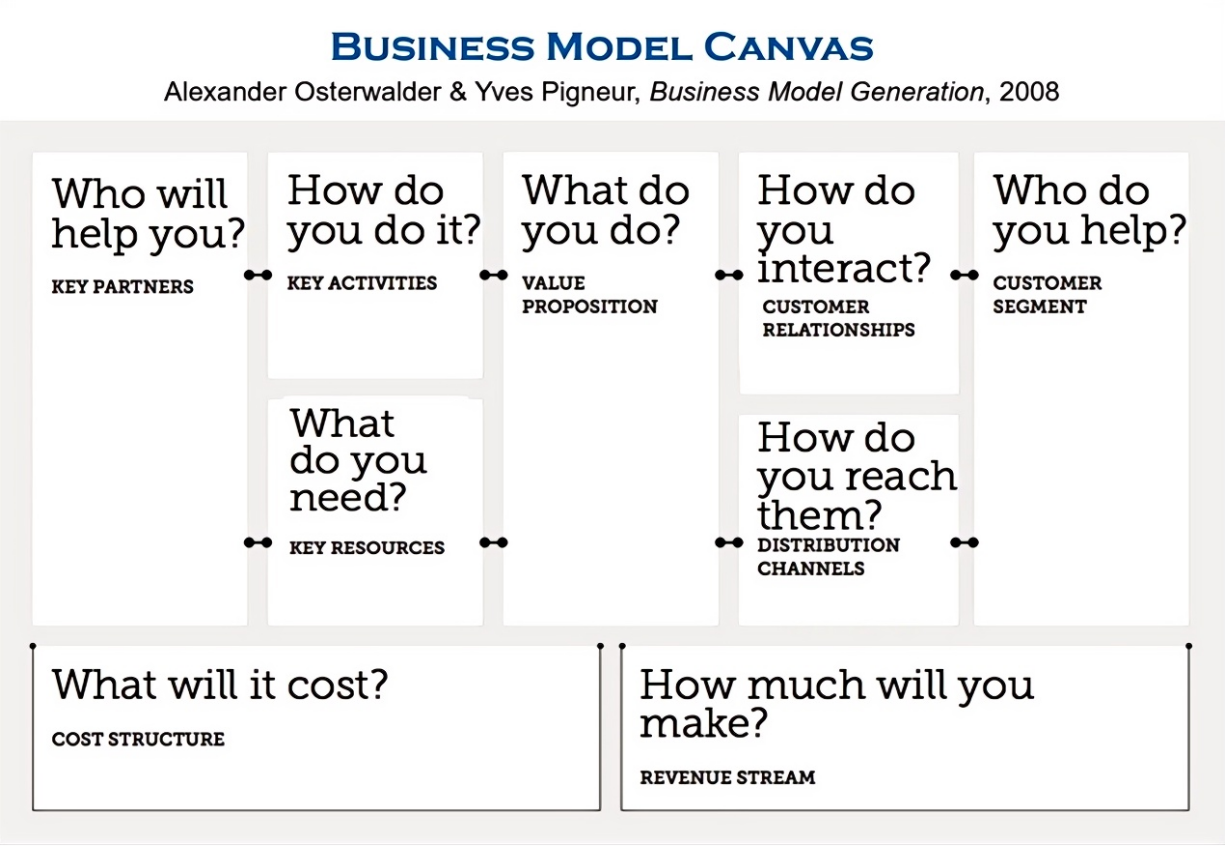 BUSINESS MODEL CANVAS
Alexander Osterwalder & Yves Pigneur, Business Model Generation, 2008
Who will
help you?
KEY PARTNERS
How do
you do it?
KEY ACTIVITIES
What
do you
need?
KEY RESOURCES
What do
you do?
VALUE
PROPOSITION
How do
you
interact?
CUSTOMER
RELATIONSHIPS
How do
you reach
them?
DISTRIBUTION
CHANNELS
Who do
you help?
CUSTOMER
SEGMENT
What will it cost?
COST STRUCTURE
How much will you
make?
REVENUE STREAM